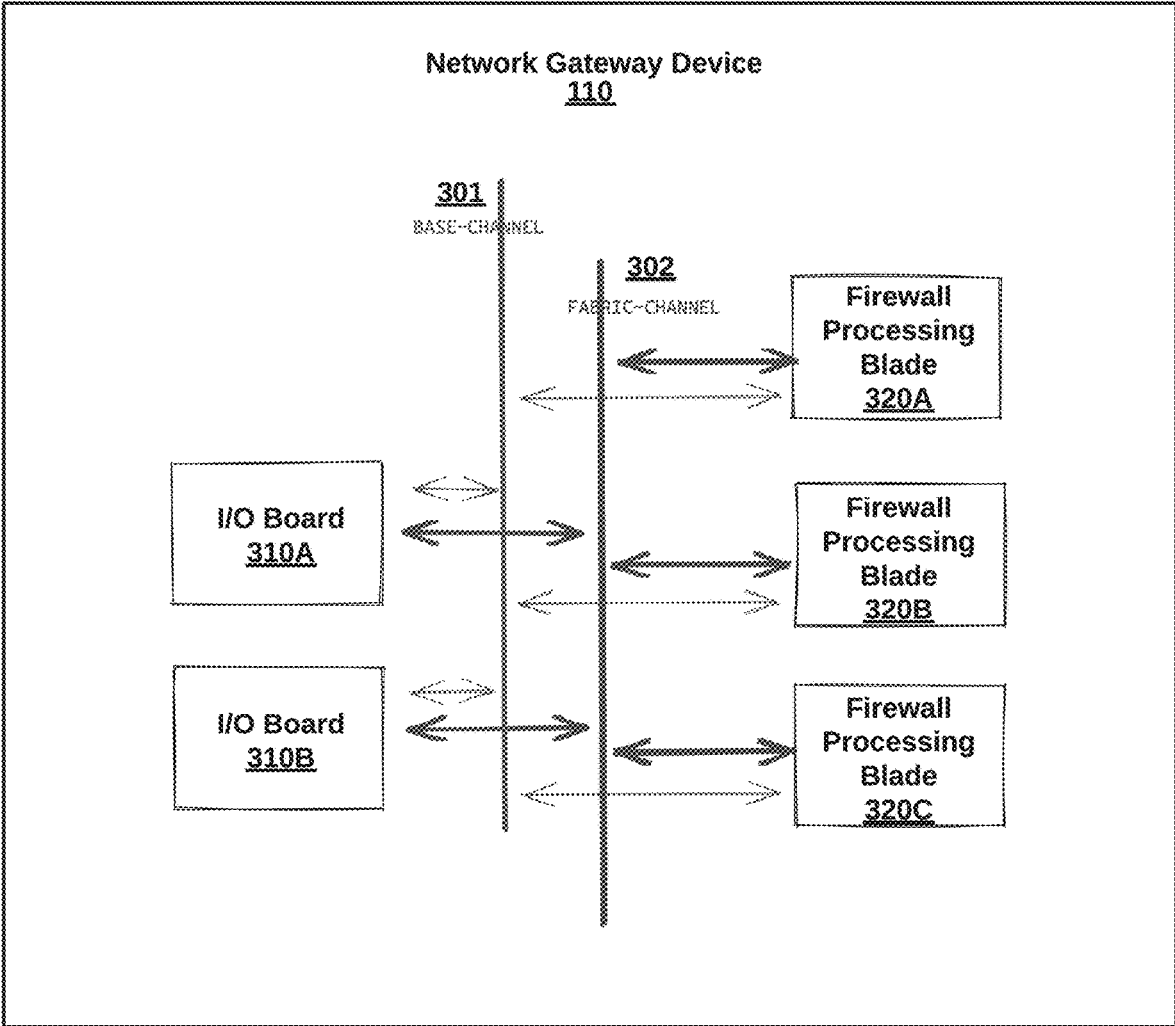 Network Gateway Device
110
301
BASE-CHANNEL
302
FABRIC-CHANNEL
Firewall
Processing
Blade
320A
I/O Board
310A
Firewall
Processing
Blade
320B
I/O Board
310B
Firewall
Processing
Blade
320C